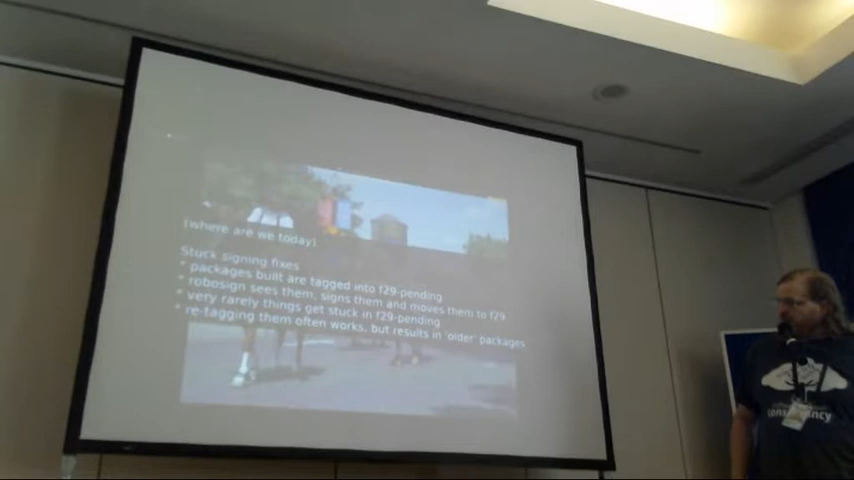 (where are we today)
Stuck signing fixes
* packages built are tagged into f29-pending
* robosign sees them, signs them and moves them to f29
* very rarely things get stuck in f29-pending
* re-tagging them often works, but results in 'older' packages